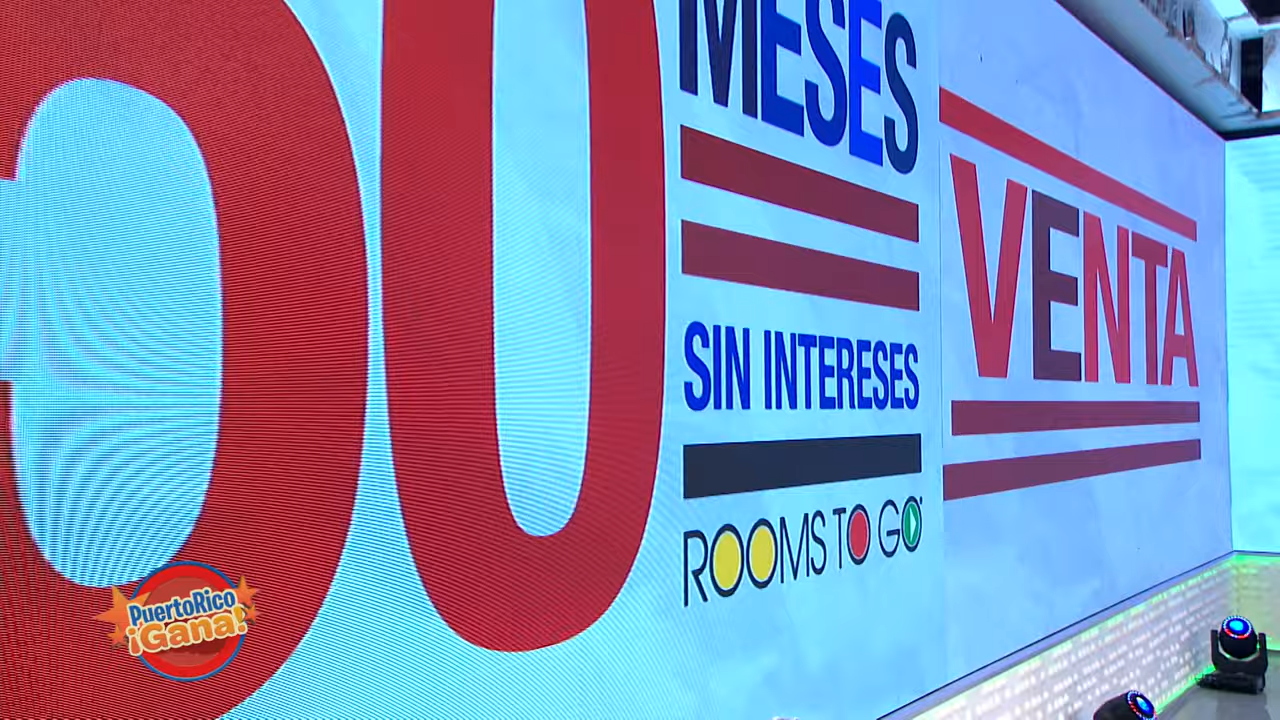 MESES
SIN INTERESES
ROOMS TO GO
VENTA
PuertoRico
¡Gana!